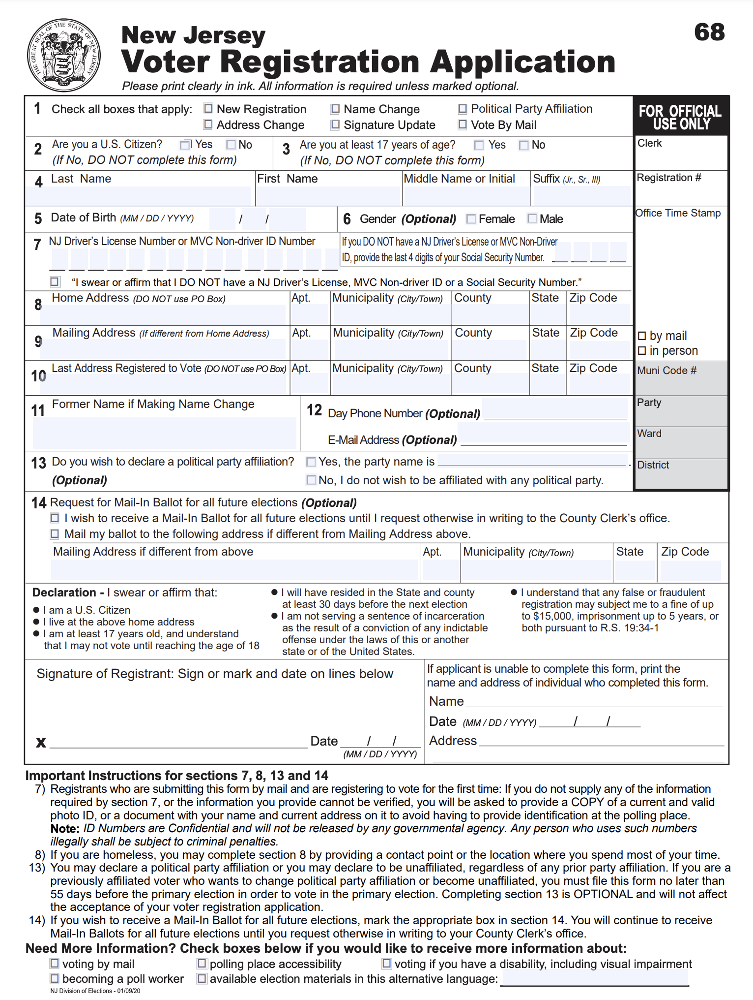 THE GREAT SEAL OF THE STATE OF NEW JERSEY
New Jersey
68
Voter Registration Application
Please print clearly in ink. All information is required unless marked optional.
1 Check all boxes that apply: New Registration Name Change Political Party Affiliation
Address Change Signature Update Vote By Mail
FOR OFFICIAL
USE ONLY
2 Are you a U.S. Citizen? Yes No
(If No, DO NOT complete this form)
3 Are you at least 17 years of age? Yes No
(If No, DO NOT complete this form)
Clerk
4 Last Name First Name Middle Name or Initial Suffix (Jr., Sr., III)
Registration #
5 Date of Birth (MM / DD / YYYY) / /
6 Gender (Optional) Female Male
Office Time Stamp
7 NJ Driver's License Number or MVC Non-driver ID Number
If you DO NOT have a NJ Driver's License or MVC Non-Driver
ID, provide the last 4 digits of your Social Security Number.
“I swear or affirm that I DO NOT have a NJ Driver's License, MVC Non-driver ID or a Social Security Number.”
8 Home Address (DO NOT use PO Box) Apt. Municipality (City/Town) County State Zip Code
9 Mailing Address (If different from Home Address) Apt. Municipality (City/Town) County State Zip Code
by mail
in person
10 Last Address Registered to Vote (DO NOT use PO Box) Apt. Municipality (City/Town) County State Zip Code
Muni Code #
11 Former Name if Making Name Change
12 Day Phone Number (Optional)
E-Mail Address (Optional)
Party
Ward
13 Do you wish to declare a political party affiliation? Yes, the party name is .
(Optional) No, I do not wish to be affiliated with any political party.
District
14 Request for Mail-In Ballot for all future elections (Optional)
I wish to receive a Mail-In Ballot for all future elections until I request otherwise in writing to the County Clerk's office.
Mail my ballot to the following address if different from Mailing Address above.
Mailing Address if different from above Apt. Municipality (City/Town) State Zip Code
Declaration - I swear or affirm that:
● I am a U.S. Citizen
● I live at the above home address
● I am at least 17 years old, and understand
that I may not vote until reaching the age of 18
● I will have resided in the State and county
at least 30 days before the next election
● I am not serving a sentence of incarceration
as the result of a conviction of any indictable
offense under the laws of this or another
state or of the United States.
● I understand that any false or fraudulent
registration may subject me to a fine of up
to $15,000, imprisonment up to 5 years, or
both pursuant to R.S. 19:34-1
Signature of Registrant: Sign or mark and date on lines below
X Date / /
(MM / DD / YYYY)
If applicant is unable to complete this form, print the
name and address of individual who completed this form.
Name
Date (MM / DD / YYYY) / /
Address
Important Instructions for sections 7, 8, 13 and 14
7) Registrants who are submitting this form by mail and are registering to vote for the first time: If you do not supply any of the information
required by section 7, or the information you provide cannot be verified, you will be asked to provide a COPY of a current and valid
photo ID, or a document with your name and current address on it to avoid having to provide identification at the polling place.
Note: ID Numbers are Confidential and will not be released by any governmental agency. Any person who uses such numbers
illegally shall be subject to criminal penalties.
8) If you are homeless, you may complete section 8 by providing a contact point or the location where you spend most of your time.
13) You may declare a political party affiliation or you may declare to be unaffiliated, regardless of any prior party affiliation. If you are a
previously affiliated voter who wants to change political party affiliation or become unaffiliated, you must file this form no later than
55 days before the primary election in order to vote in the primary election. Completing section 13 is OPTIONAL and will not affect
the acceptance of your voter registration application.
14) If you wish to receive a Mail-In Ballot for all future elections, mark the appropriate box in section 14. You will continue to receive
Mail-In Ballots for all future elections until you request otherwise in writing to your County Clerk's office.
Need More Information? Check boxes below if you would like to receive more information about:
voting by mail polling place accessibility voting if you have a disability, including visual impairment
becoming a poll worker available election materials in this alternative language:
NJ Division of Elections - 01/09/20